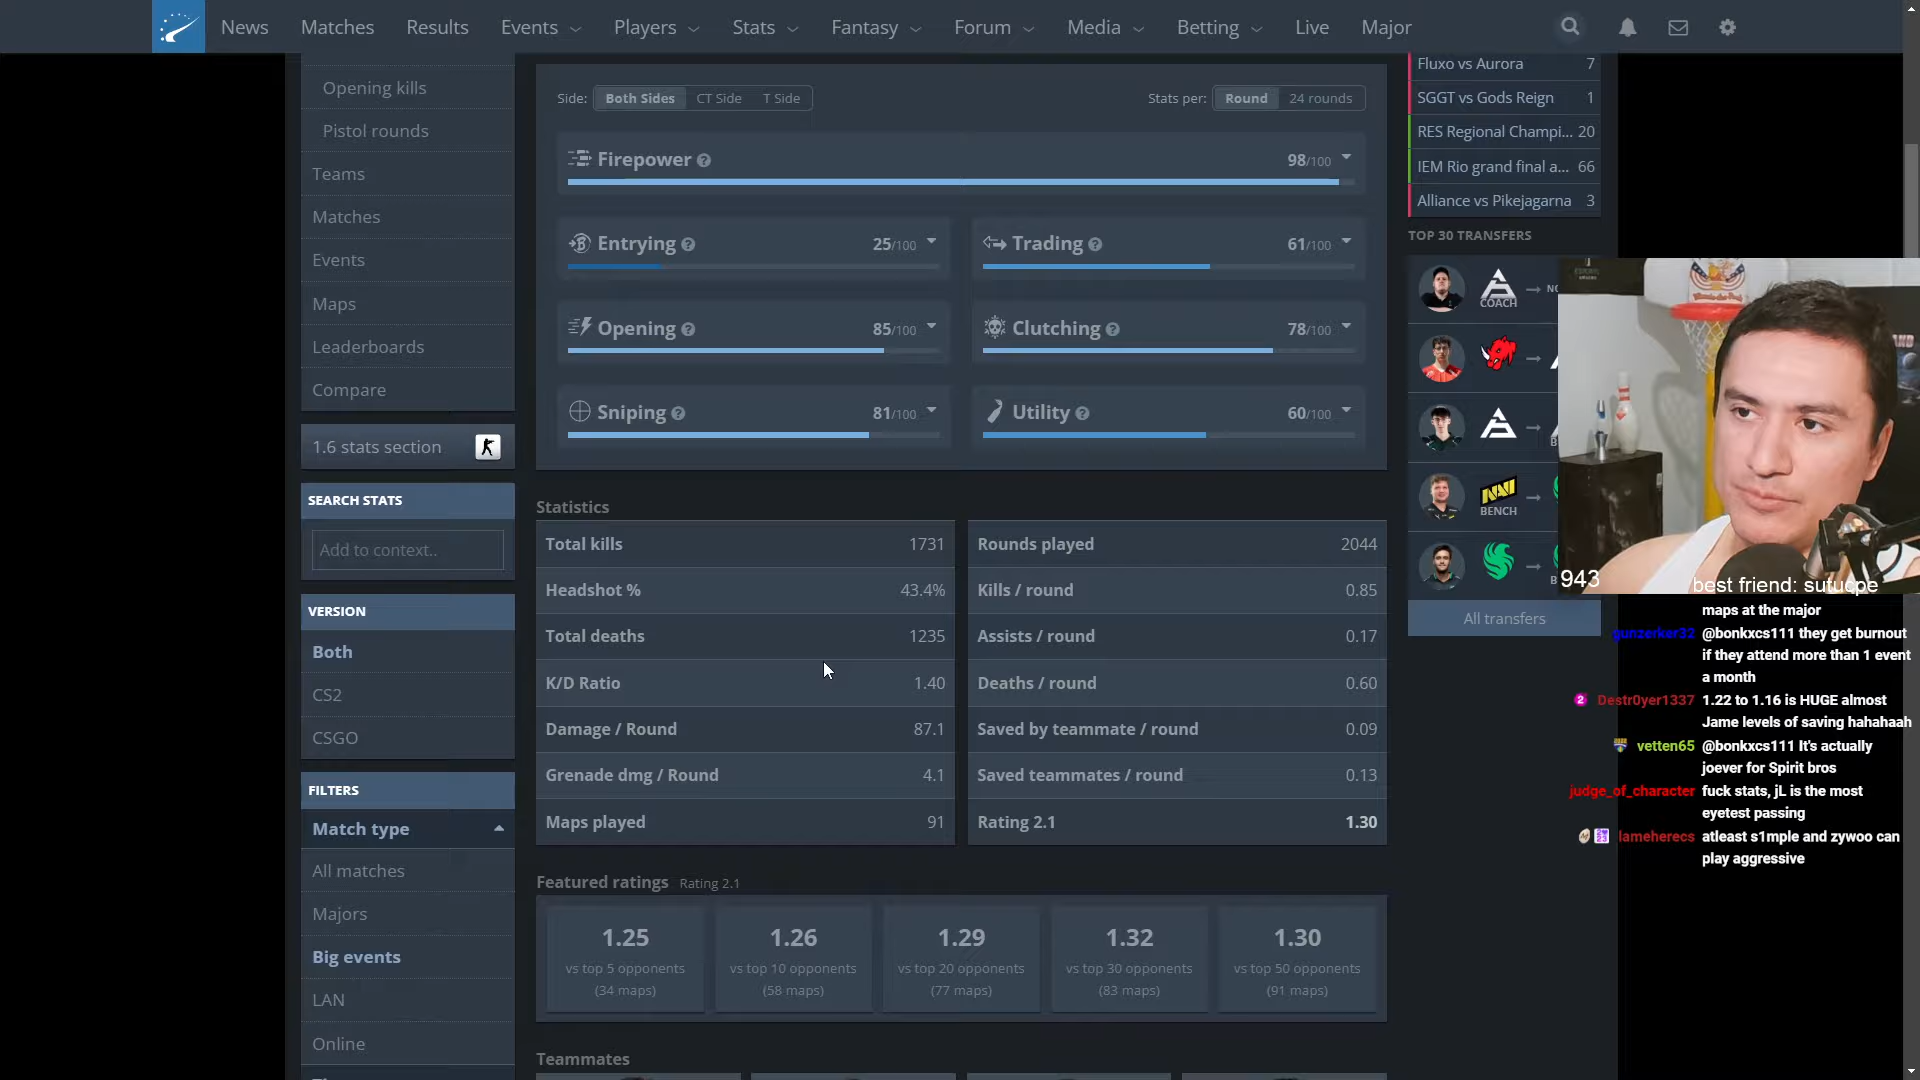 News Matches Results Events Players Stats Fantasy Forum Media Betting Live Major
Opening kills
Pistol rounds
Teams
Matches
Events
Maps
Leaderboards
Compare
1.6 stats section
SEARCH STATS
Add to context..
VERSION
Both
CS2
CSGO
FILTERS
Match type
All matches
Majors
Big events
LAN
Online
Side: Both Sides CT Side T Side
Stats per: Round 24 rounds
Firepower 98/100
Entrying 25/100
Trading 61/100
Opening 85/100
Clutching 78/100
Sniping 81/100
Utility 60/100
Statistics
Total kills 1731
Headshot % 43.4%
Total deaths 1235
K/D Ratio 1.40
Damage / Round 87.1
Grenade dmg / Round 4.1
Maps played 91
Rounds played 2044
Kills / round 0.85
Assists / round 0.17
Deaths / round 0.60
Saved by teammate / round 0.09
Saved teammates / round 0.13
Rating 2.1 1.30
Featured ratings Rating 2.1
1.25
vs top 5 opponents
(34 maps)
1.26
vs top 10 opponents
(58 maps)
1.29
vs top 20 opponents
(77 maps)
1.32
vs top 30 opponents
(83 maps)
1.30
vs top 50 opponents
(91 maps)
Teammates
Fluxo vs Aurora 7
SGGT vs Gods Reign 1
RES Regional Champi... 20
IEM Rio grand final a... 66
Alliance vs Pikejagarna 3
TOP 30 TRANSFERS
COACH
BENCH
All transfers
943
best friend: sutucpe
maps at the major
gunzerker32 @bonkxcs111 they get burnout
if they attend more than 1 event
a month
Destr0yer1337 1.22 to 1.16 is HUGE almost
Jame levels of saving hahahaah
vetten65 @bonkxcs111 It's actually
joever for Spirit bros
judge_of_character fuck stats, jL is the most
eyetest passing
lameherecs atleast s1mple and zywoo can
play aggressive